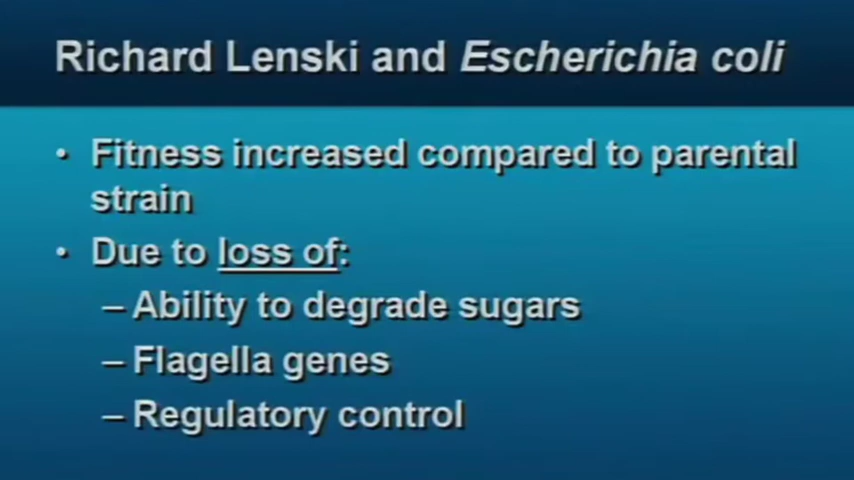 Richard Lenski and Escherichia coli
• Fitness increased compared to parental
strain
• Due to loss of:
– Ability to degrade sugars
– Flagella genes
– Regulatory control